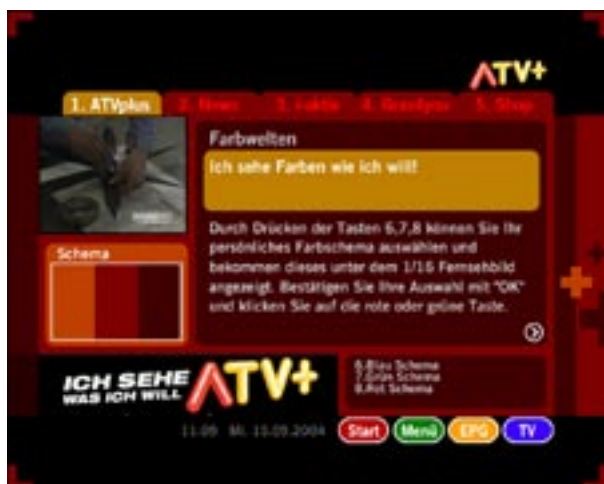 ATV+
1. ATVplus 2. News 5. Shop
Farbwelten
Ich sehe Farben wie ich will!
Durch Drücken der Tasten 6,7,8 können Sie Ihr
persönliches Farbschema auswählen und
bekommen dieses unter dem 1/16 Fernsehbild
angezeigt. Bestätigen Sie Ihre Auswahl mit "OK"
und klicken Sie auf die rote oder grüne Taste.
Schema
ICH SEHE
WAS ICH WILL
ATV+
6.Blau Schema
7.Grün Schema
8.Rot Schema
11:09 Mi. 15.09.2004 Start Menü EPG TV